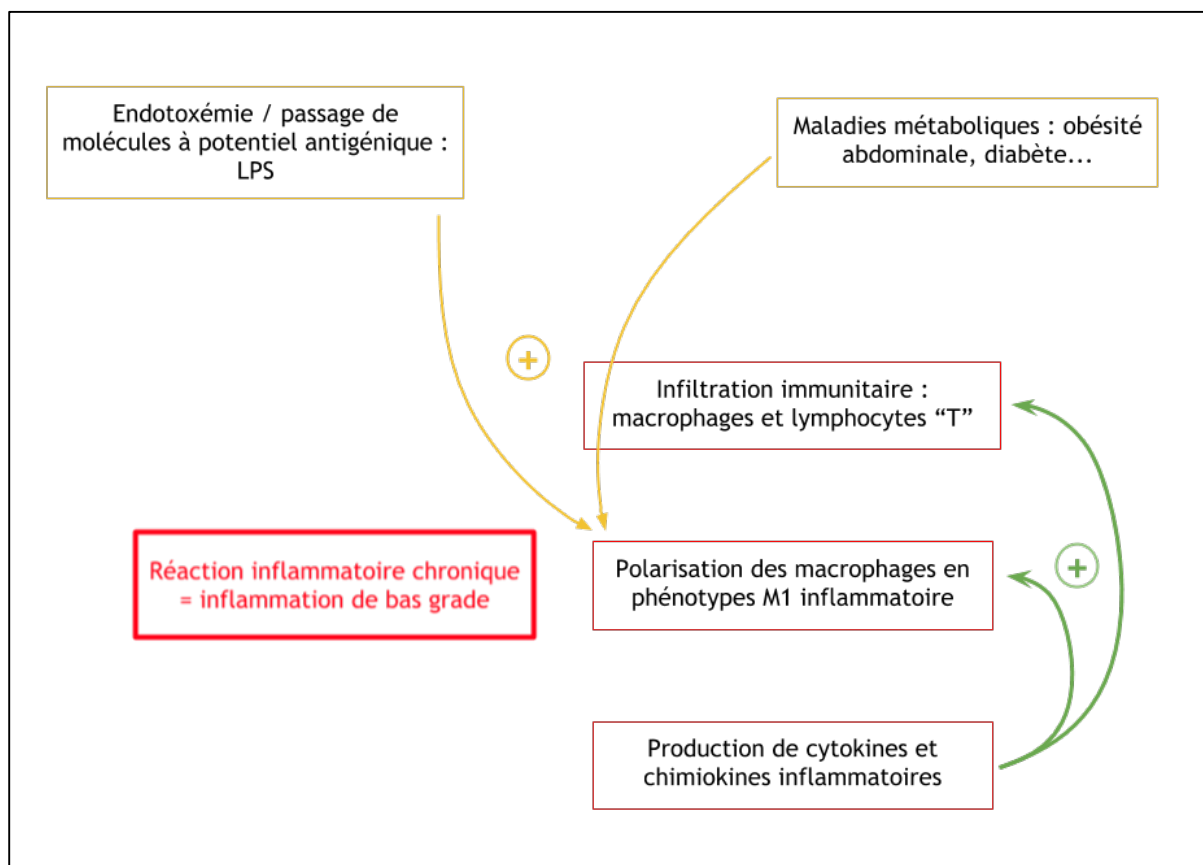 Endotoxémie / passage de
molécules à potentiel antigénique :
LPS
Maladies métaboliques : obésité
abdominale, diabète...
+
Infiltration immunitaire :
macrophages et lymphocytes “T”
Réaction inflammatoire chronique
= inflammation de bas grade
Polarisation des macrophages en
phénotypes M1 inflammatoire
+
Production de cytokines et
chimiokines inflammatoires